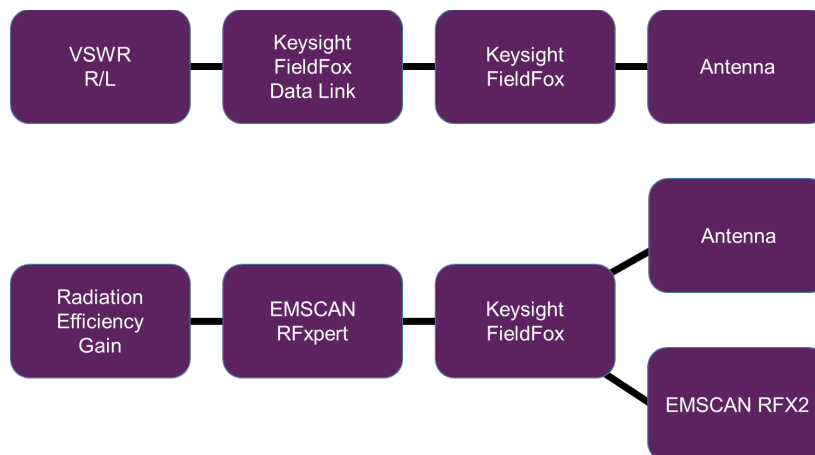 VSWR
R/L
Keysight
FieldFox
Data Link
Keysight
FieldFox
Antenna
Radiation
Efficiency
Gain
EMSCAN
RFxpert
Keysight
FieldFox
Antenna
EMSCAN RFX2